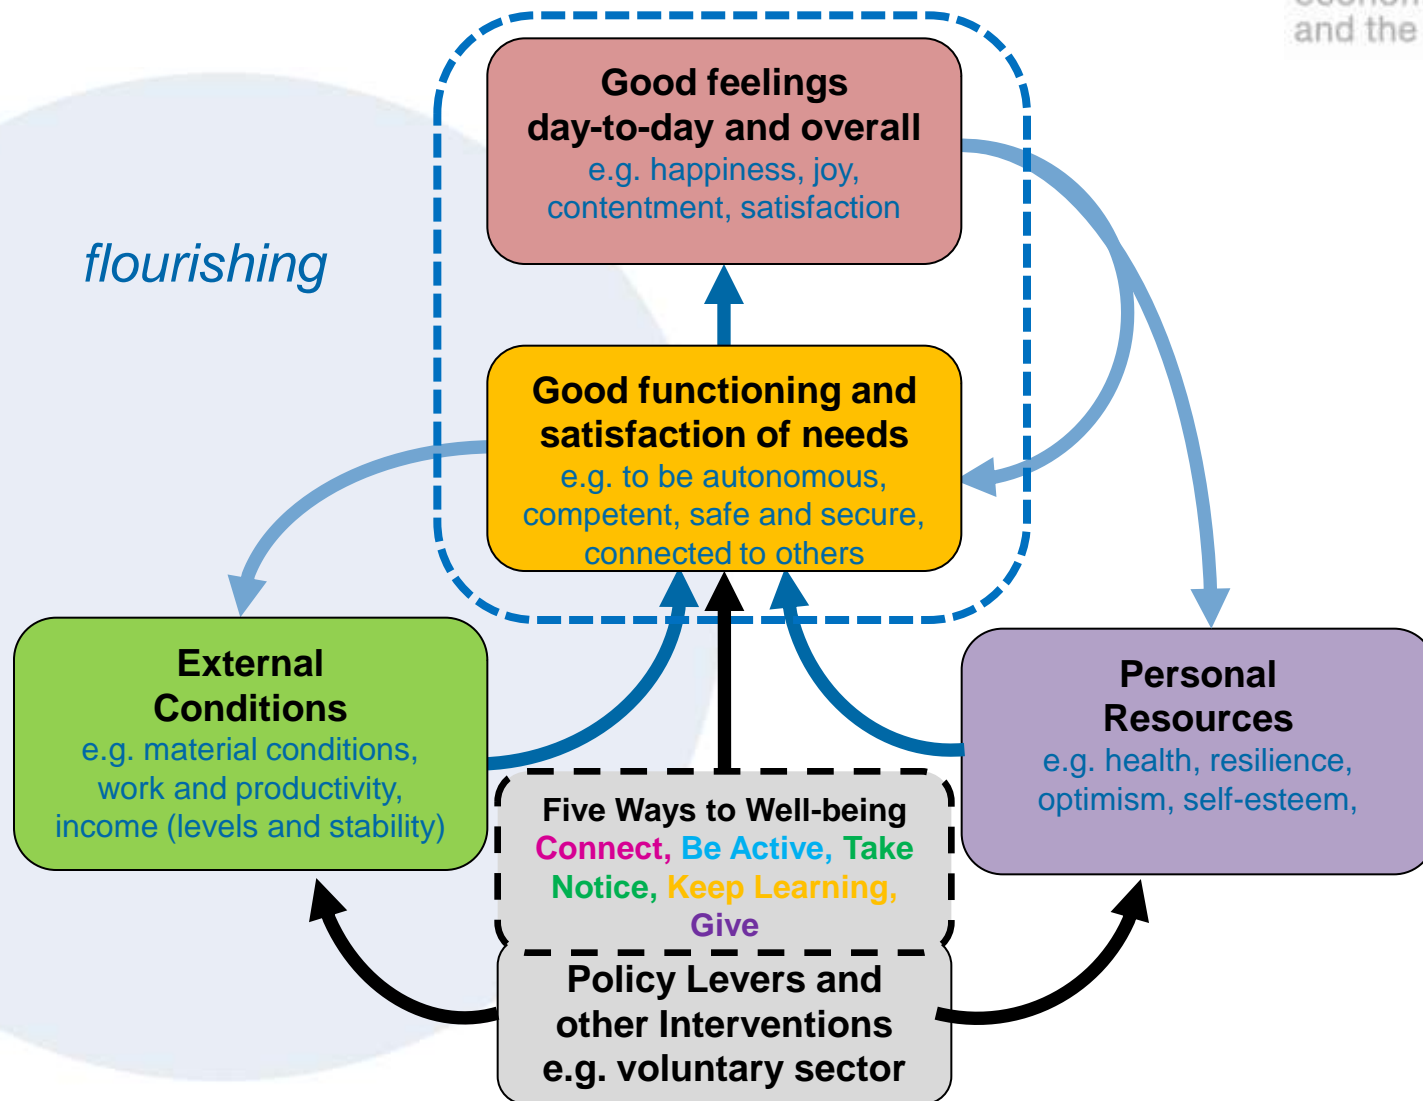 and the
Good feelings
day-to-day and overall
e.g. happiness, joy,
contentment, satisfaction
flourishing
Good functioning and
satisfaction of needs
e.g. to be autonomous,
competent, safe and secure,
connected to others
External
Conditions
e.g. material conditions,
work and productivity,
income (levels and stability)
Personal
Resources
e.g. health, resilience,
optimism, self-esteem,
Five Ways to Well-being
Connect, Be Active, Take
Notice, Keep Learning,
Give
Policy Levers and
other Interventions
e.g. voluntary sector